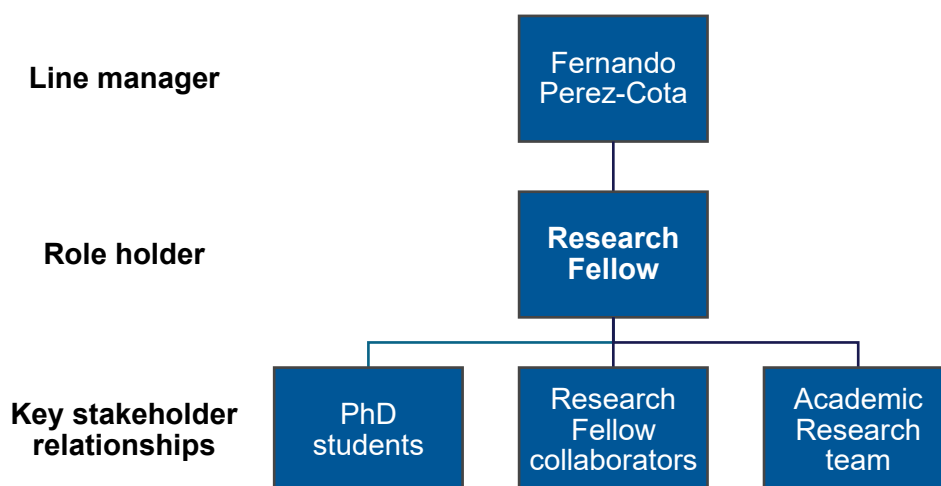 Line manager
Fernando
Perez-Cota
Role holder
Research
Fellow
Key stakeholder
relationships
PhD
students
Research
Fellow
collaborators
Academic
Research
team